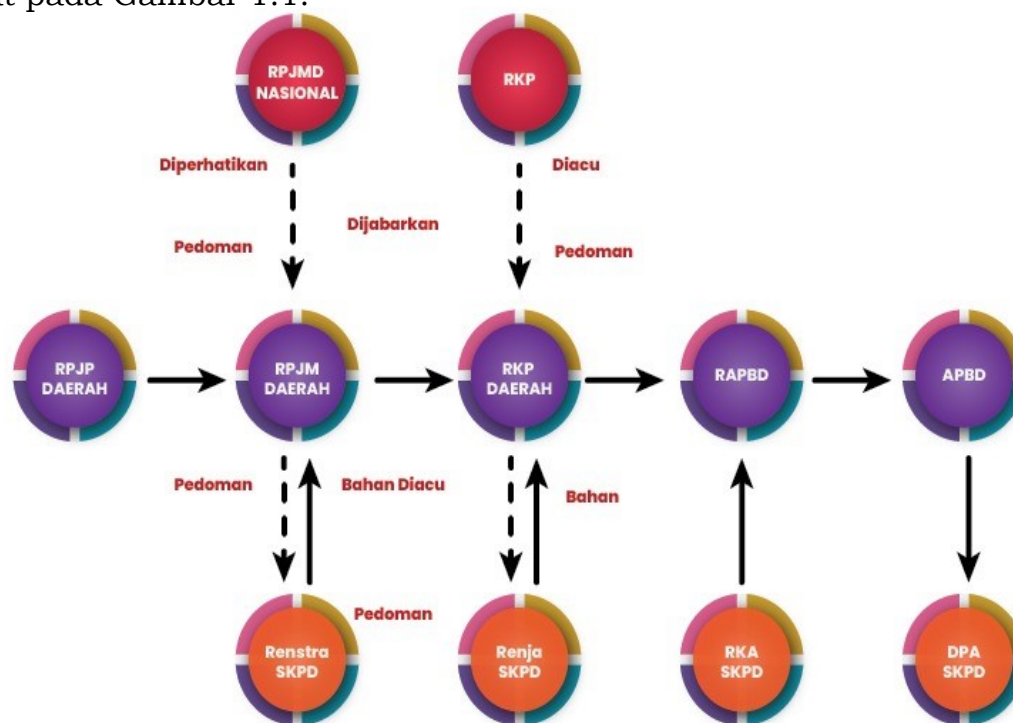 pada Gambar 1.1.
RPJMD
NASIONAL
RKP
Diperhatikan
Diacu
Dijabarkan
Pedoman
Pedoman
RPJP
DAERAH
RPJM
DAERAH
RKP
DAERAH
RAPBD
APBD
Pedoman
Bahan Diacu
Bahan
Pedoman
Renstra
SKPD
Renja
SKPD
RKA
SKPD
DPA
SKPD